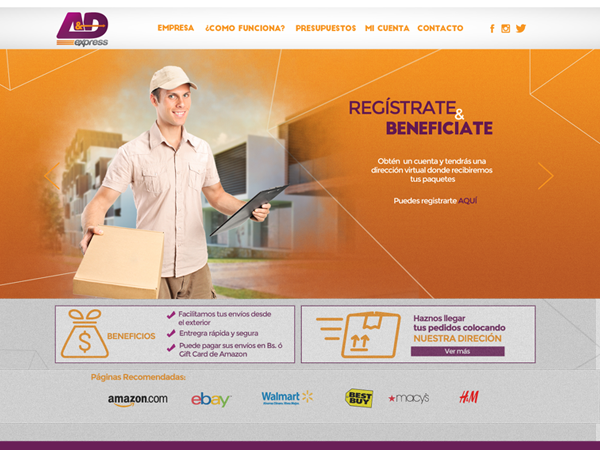 A&D
express
EMPRESA ¿COMO FUNCIONA? PRESUPUESTOS MI CUENTA CONTACTO
REGÍSTRATE
&
BENEFICIATE
Obtén un cuenta y tendrás una
dirección virtual donde recibiremos
tus paquetes
Puedes registrarte AQUÍ
BENEFICIOS
Facilitamos tus envíos desde
el exterior
Entregra rápida y segura
Puede pagar sus envíos en Bs. ó
Gift Card de Amazon
Haznos llegar
tus pedidos colocando
NUESTRA DIRECIÓN
Ver más
Páginas Recomendadas:
amazon.com
ebay
Walmart
BEST
BUY
macy's
H&M